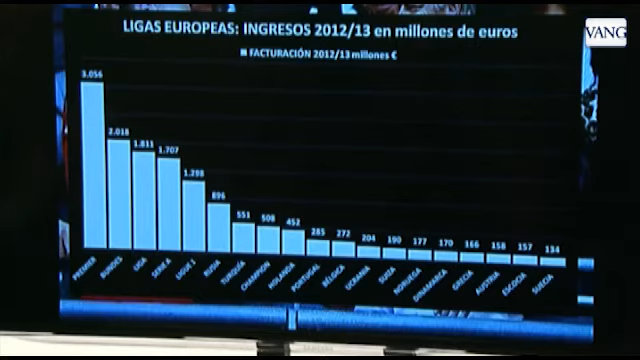 VANG
LIGAS EUROPEAS: INGRESOS 2012/13 en millones de euros
FACTURACIÓN 2012/13 millones €
3.056
2.018
1.811
1.707
1.298
896
551
508
452
285
272
204
190
177
170
166
158
157
134
PREMIER
BUNDES
LIGA
SERIE A
LIGUE 1
RUSIA
TURQUÍA
CHAMPION
HOLANDA
PORTUGAL
BÉLGICA
UCRANIA
SUIZA
NORUEGA
DINAMARCA
GRECIA
AUSTRIA
ESCOCIA
SUECIA